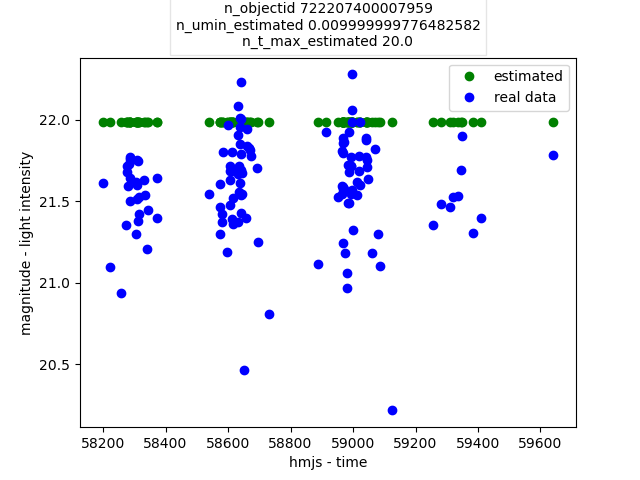 n_objectid 722207400007959
n_umin_estimated 0.009999999776482582
n_t_max_estimated 20.0
estimated
real data
magnitude - light intensity
22.0
21.5
21.0
20.5
58200 58400 58600 58800 59000 59200 59400 59600
hmjs - time